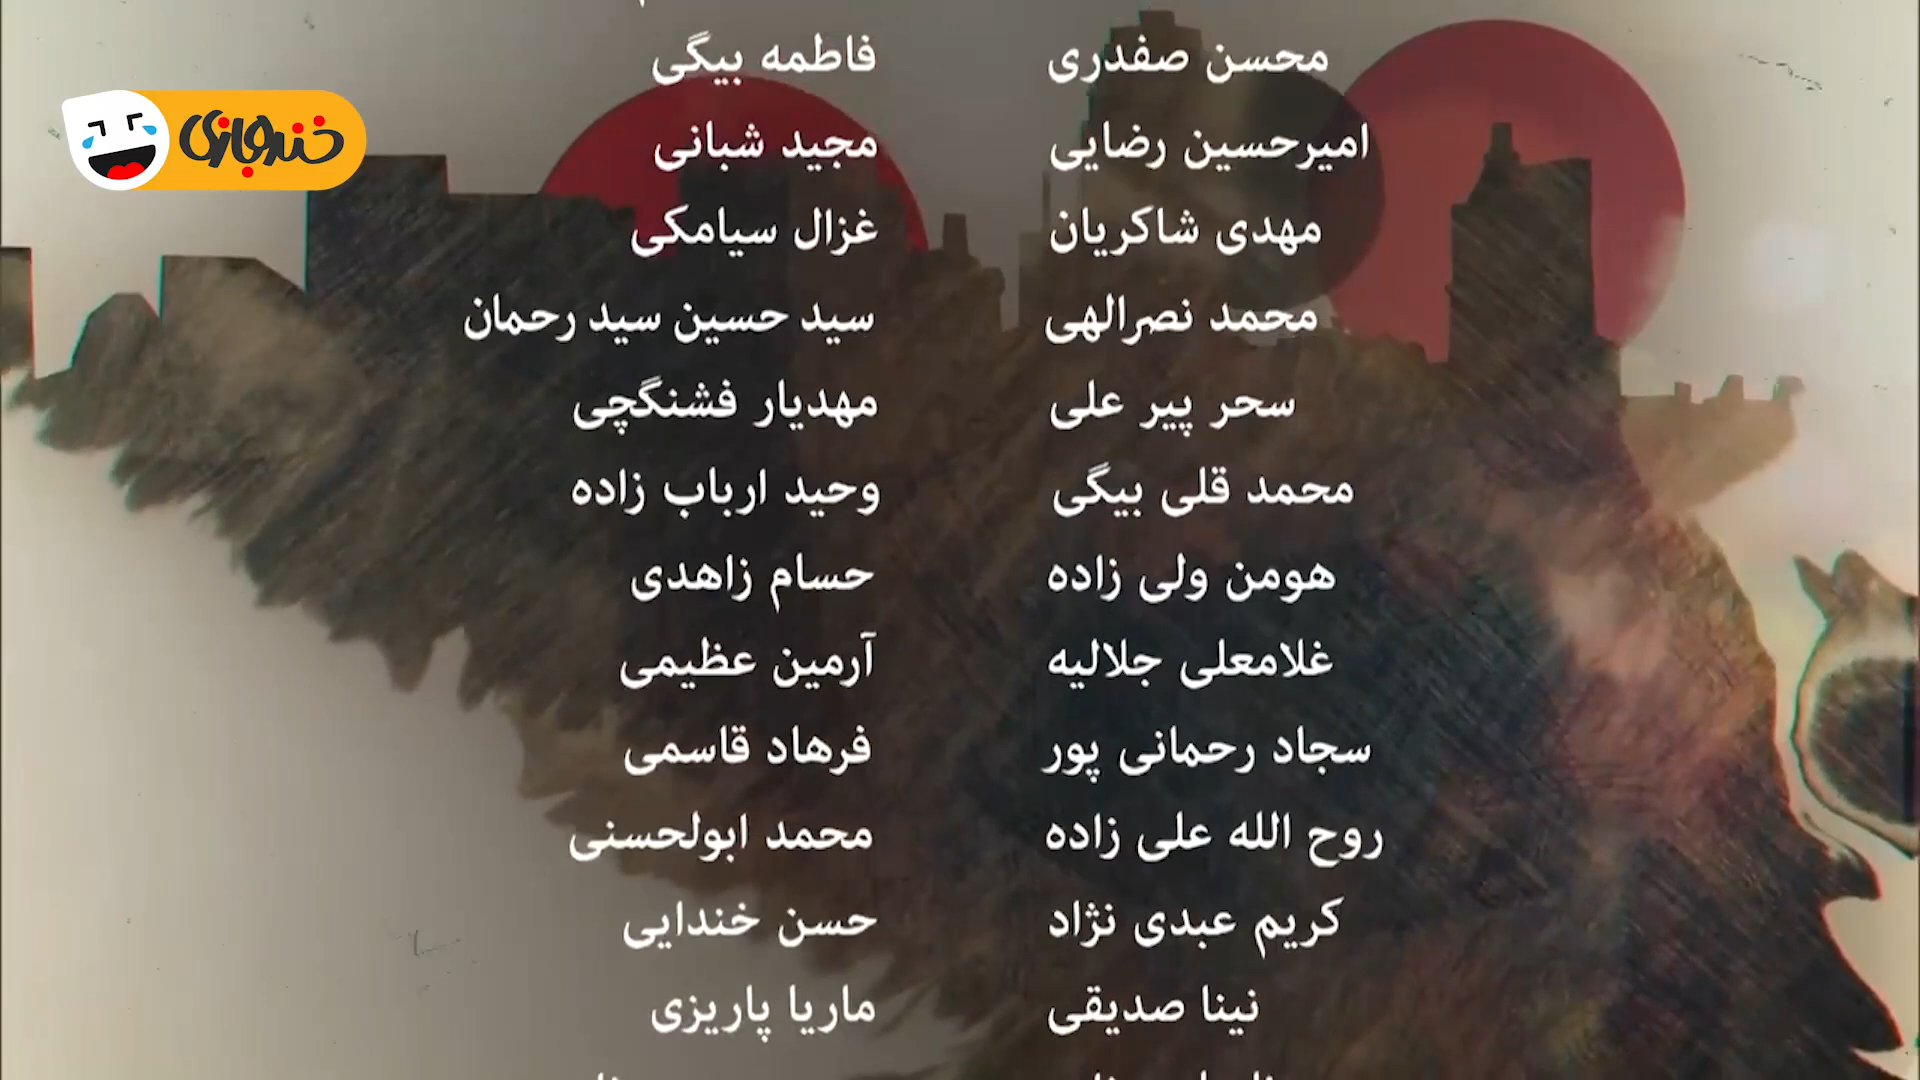 محسن صفدری فاطمه بیگی
خندوبازی
امیرحسین رضایی مجید شبانی
مهدی شاکریان غزال سیامکی
محمد نصرالهی سید حسین سید رحمان
سحر پیر علی مهدیار فشنگچی
محمد قلی بیگی وحید ارباب زاده
هومن ولی زاده حسام زاهدی
غلامعلی جلالیه آرمین عظیمی
سجاد رحمانی پور فرهاد قاسمی
روح الله علی زاده محمد ابولحسنی
کریم عبدی نژاد حسن خندایی
نینا صدیقی ماریا پاریزی